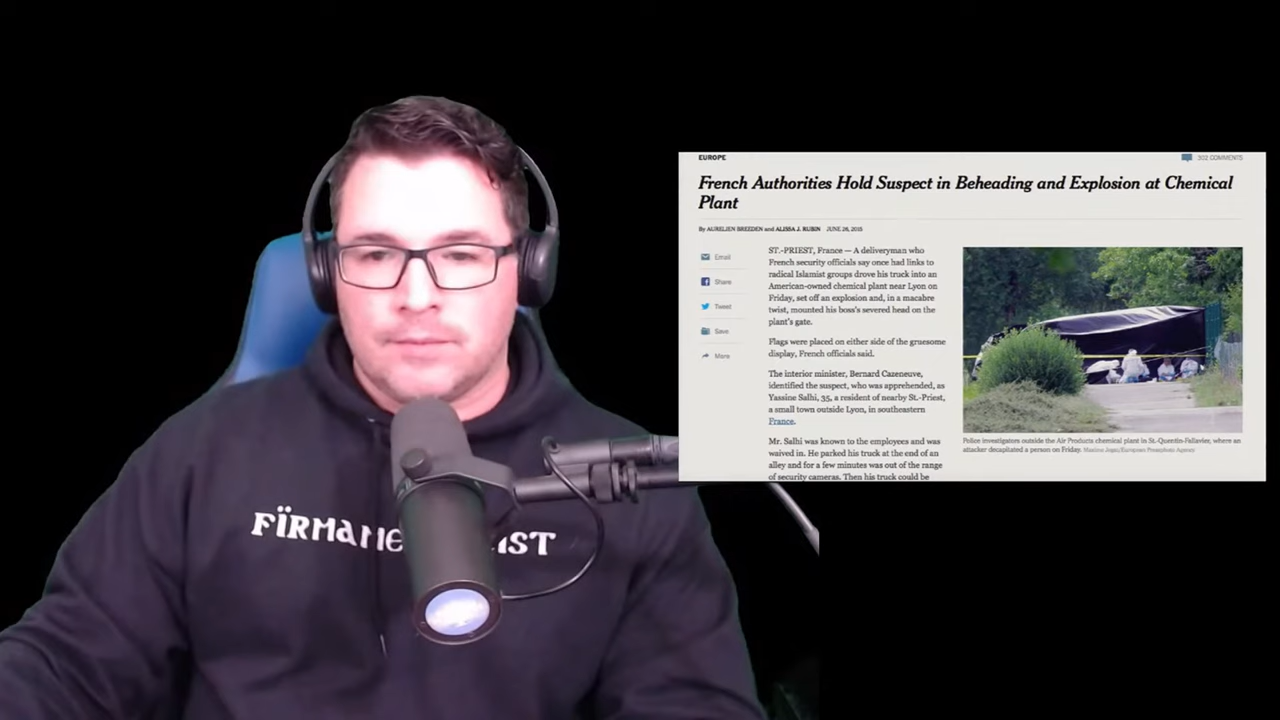 EUROPE
302 COMMENTS
French Authorities Hold Suspect in Beheading and Explosion at Chemical
Plant
By AURELIEN BREEDEN and ALISSA J. RUBIN JUNE 26, 2015
Email
Share
Tweet
Save
More
ST.-PRIEST, France — A deliveryman who
French security officials say once had links to
radical Islamist groups drove his truck into an
American-owned chemical plant near Lyon on
Friday, set off an explosion and, in a macabre
twist, mounted his boss's severed head on the
plant's gate.
Flags were placed on either side of the gruesome
display, French officials said.
The interior minister, Bernard Cazeneuve,
identified the suspect, who was apprehended, as
Yassine Salhi, 35, a resident of nearby St.-Priest,
a small town outside Lyon, in southeastern
France.
Mr. Salhi was known to the employees and was
waived in. He parked his truck at the end of an
alley and for a few minutes was out of the range
of security cameras. Then his truck could be
Police investigators outside the Air Products chemical plant in St.-Quentin-Fallavier, where an
attacker decapitated a person on Friday.